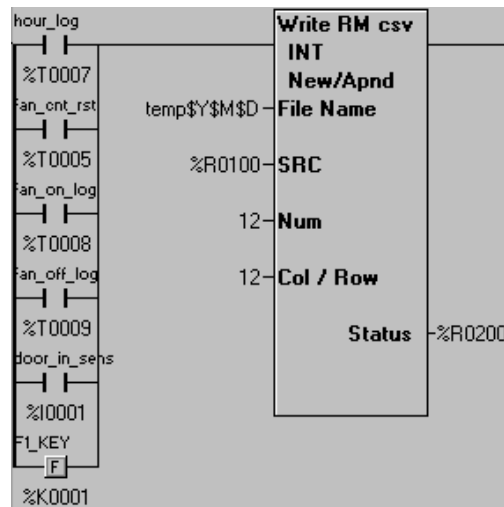 hour_log
%T0007
fan_cnt_rst
%T0005
fan_on_log
%T0008
fan_off_log
%T0009
door_in_sens
%I0001
F1_KEY
F
%K0001
Write RM csv
INT
New/Apnd
temp$Y$M$D File Name
%R0100 SRC
12 Num
12 Col / Row
Status %R0200